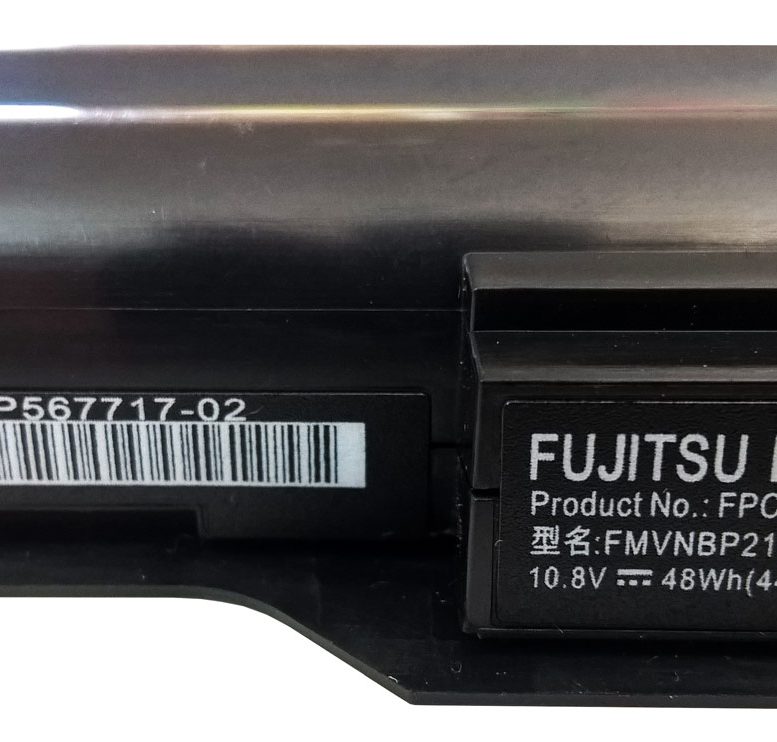 P567717-02
FUJITSU
Product No.: FPC
型名:FMVNBP21
10.8V ⎓ 48Wh(4